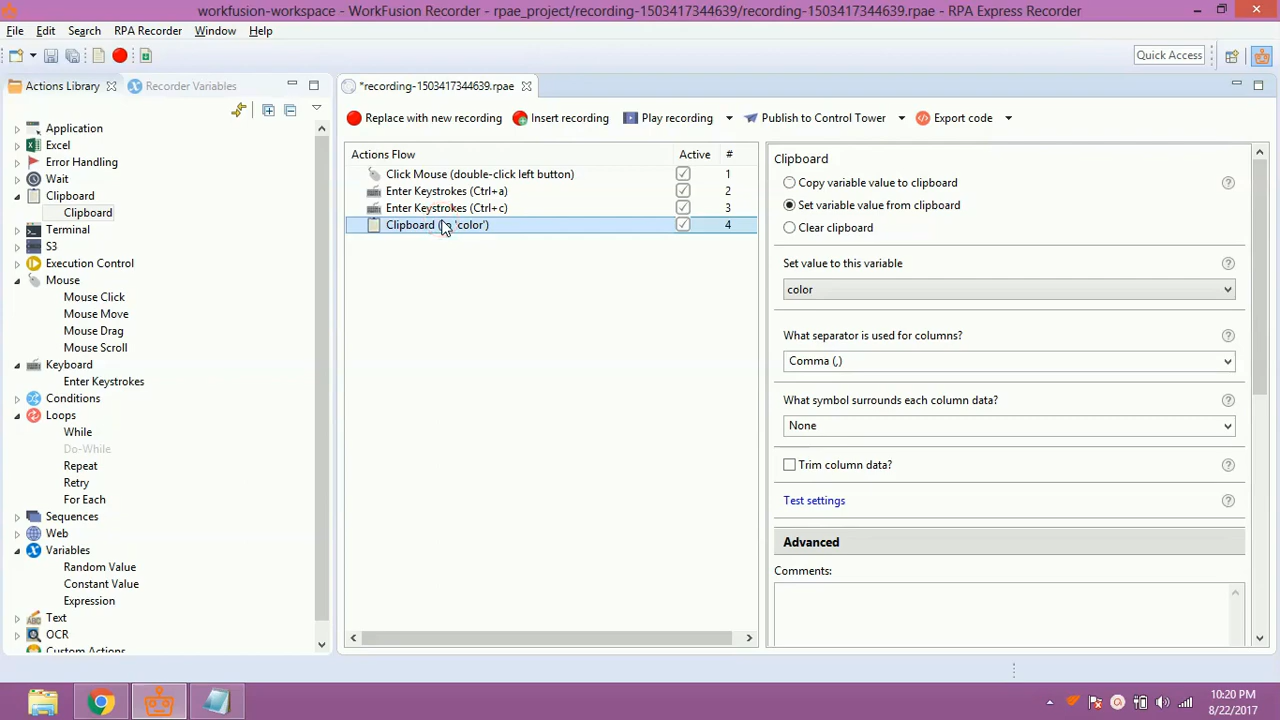 workfusion-workspace - WorkFusion Recorder - rpae_project/recording-1503417344639/recording-1503417344639.rpae - RPA Express Recorder
File Edit Search RPA Recorder Window Help
Quick Access
Actions Library Recorder Variables
*recording-1503417344639.rpae
Replace with new recording Insert recording Play recording Publish to Control Tower Export code
Application
Excel
Error Handling
Wait
Clipboard
Clipboard
Terminal
S3
Execution Control
Mouse
Mouse Click
Mouse Move
Mouse Drag
Mouse Scroll
Keyboard
Enter Keystrokes
Conditions
Loops
While
Do-While
Repeat
Retry
For Each
Sequences
Web
Variables
Random Value
Constant Value
Expression
Text
OCR
Custom Actions
Actions Flow Active #
Click Mouse (double-click left button) 1
Enter Keystrokes (Ctrl+a) 2
Enter Keystrokes (Ctrl+c) 3
Clipboard 'color') 4
Clipboard
Copy variable value to clipboard
Set variable value from clipboard
Clear clipboard
Set value to this variable
color
What separator is used for columns?
Comma (,)
What symbol surrounds each column data?
None
Trim column data?
Test settings
Advanced
Comments:
10:20 PM
8/22/2017